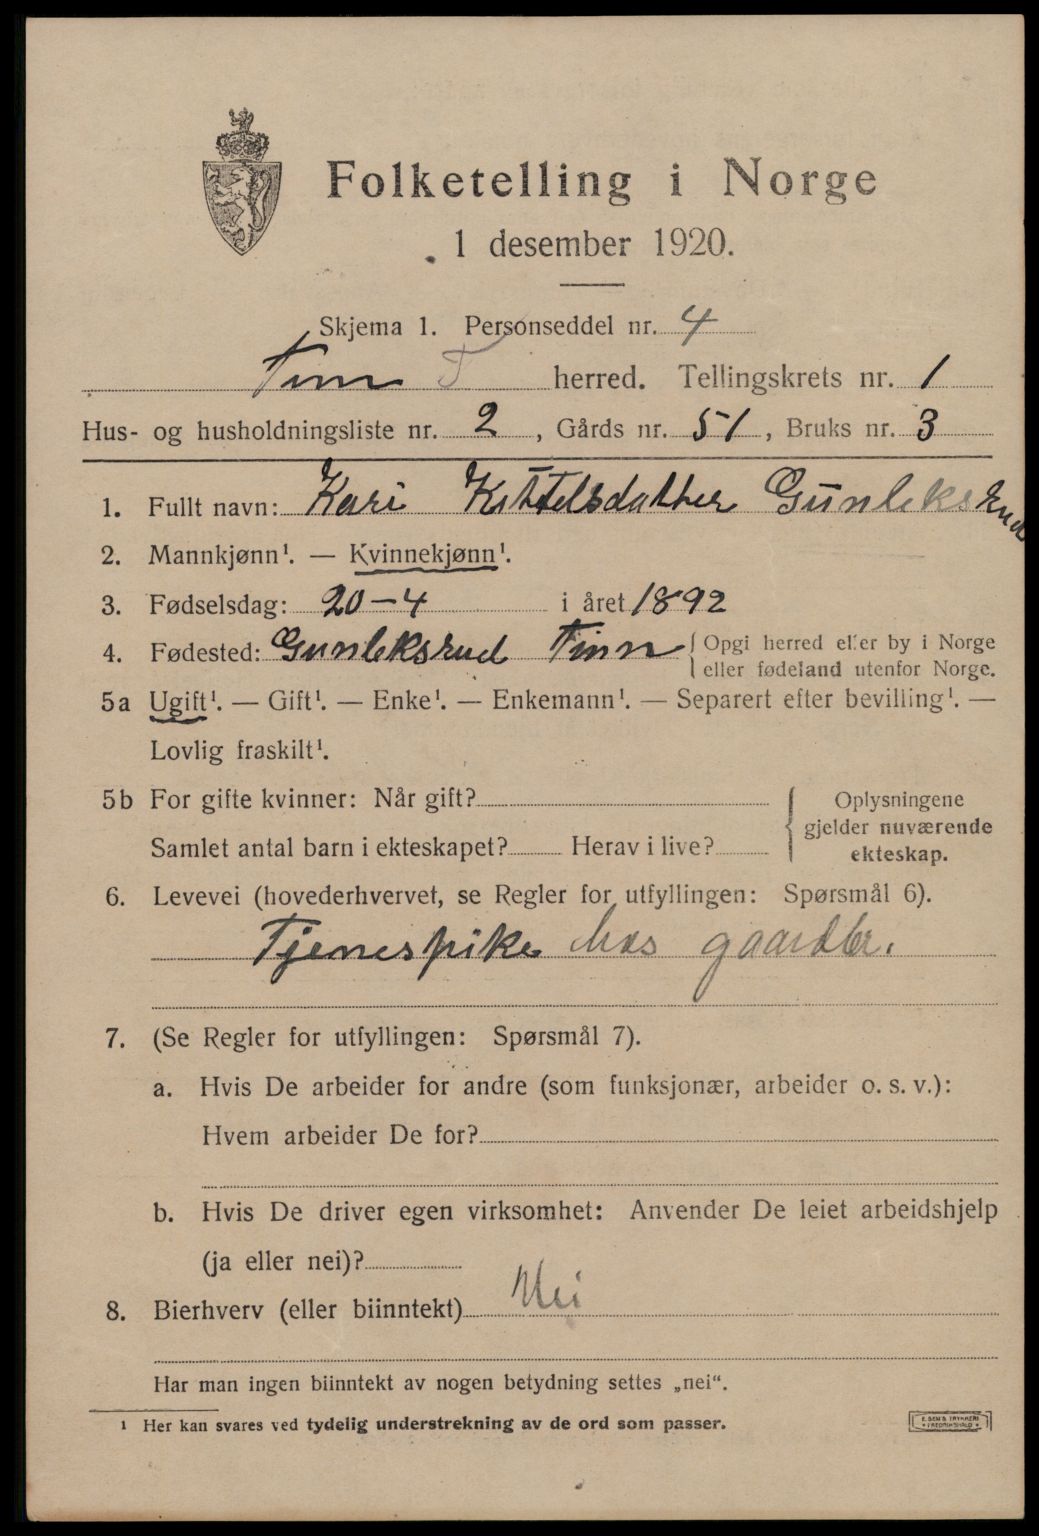 Folketelling i Norge
1 desember 1920.
Skjema 1. Personseddel nr. 4
Tinn T herred. Tellingskrets nr. 1
Hus- og husholdningsliste nr. 2, Gårds nr. 51, Bruks nr. 3
1. Fullt navn: Kari Kittelsdatter Gunleksrud
2. Mannkjønn¹. — Kvinnekjønn¹.
3. Fødselsdag: 20-4 i året 1892
4. Fødested: Gunleksrud Tinn { Opgi herred eller by i Norge
eller fødeland utenfor Norge.
5a Ugift¹. — Gift¹. — Enke¹. — Enkemann¹. — Separert efter bevilling¹. —
Lovlig fraskilt¹.
5b For gifte kvinner: Når gift?
Samlet antal barn i ekteskapet? Herav i live?
{ Oplysningene
gjelder nuværende
ekteskap.
6. Levevei (hovederhvervet, se Regler for utfyllingen: Spørsmål 6).
Tjenespike hos gaardbr.
7. (Se Regler for utfyllingen: Spørsmål 7).
a. Hvis De arbeider for andre (som funksjonær, arbeider o. s. v.):
Hvem arbeider De for?
b. Hvis De driver egen virksomhet: Anvender De leiet arbeidshjelp
(ja eller nei)?
8. Bierhverv (eller biinntekt) Nei
Har man ingen biinntekt av nogen betydning settes „nei“.
¹ Her kan svares ved tydelig understrekning av de ord som passer.
E. SEM'S TRYKKERI
FREDRIKSHALD